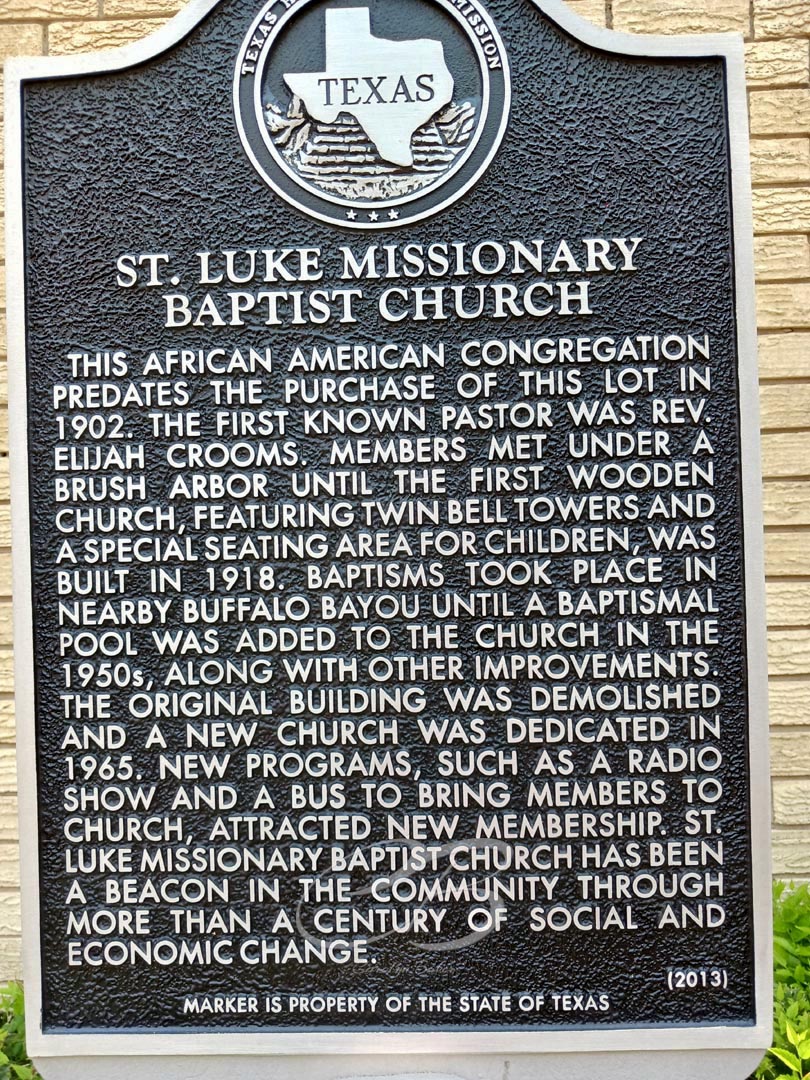 TEXAS H
MISSION
TEXAS
ST. LUKE MISSIONARY
BAPTIST CHURCH
THIS AFRICAN AMERICAN CONGREGATION
PREDATES THE PURCHASE OF THIS LOT IN
1902. THE FIRST KNOWN PASTOR WAS REV.
ELIJAH CROOMS. MEMBERS MET UNDER A
BRUSH ARBOR UNTIL THE FIRST WOODEN
CHURCH, FEATURING TWIN BELL TOWERS AND
A SPECIAL SEATING AREA FOR CHILDREN, WAS
BUILT IN 1918. BAPTISMS TOOK PLACE IN
NEARBY BUFFALO BAYOU UNTIL A BAPTISMAL
POOL WAS ADDED TO THE CHURCH IN THE
1950s, ALONG WITH OTHER IMPROVEMENTS.
THE ORIGINAL BUILDING WAS DEMOLISHED
AND A NEW CHURCH WAS DEDICATED IN
1965. NEW PROGRAMS, SUCH AS A RADIO
SHOW AND A BUS TO BRING MEMBERS TO
CHURCH, ATTRACTED NEW MEMBERSHIP. ST.
LUKE MISSIONARY BAPTIST CHURCH HAS BEEN
A BEACON IN THE COMMUNITY THROUGH
MORE THAN A CENTURY OF SOCIAL AND
ECONOMIC CHANGE.
(2013)
MARKER IS PROPERTY OF THE STATE OF TEXAS